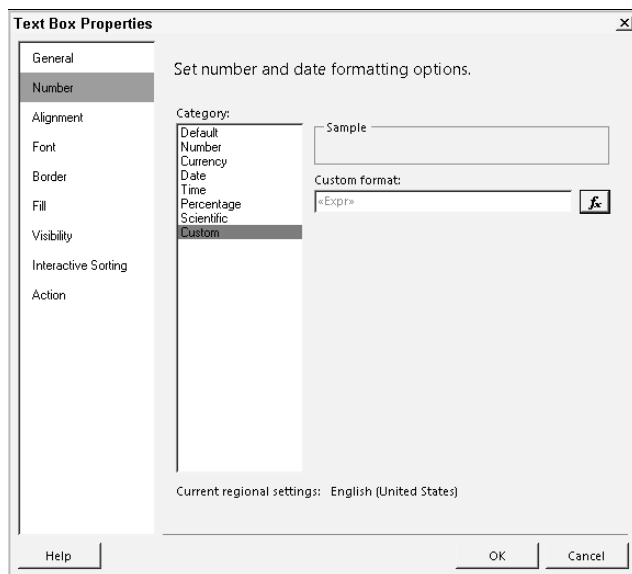 Text Box Properties
General
Number
Alignment
Font
Border
Fill
Visibility
Interactive Sorting
Action
Set number and date formatting options.
Category:
Default
Number
Currency
Date
Time
Percentage
Scientific
Custom
Sample
Custom format:
«Expr»
fx
Current regional settings: English (United States)
Help
OK
Cancel